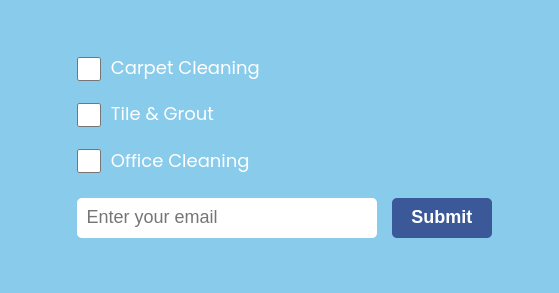 Carpet Cleaning
Tile & Grout
Office Cleaning
Enter your email Submit